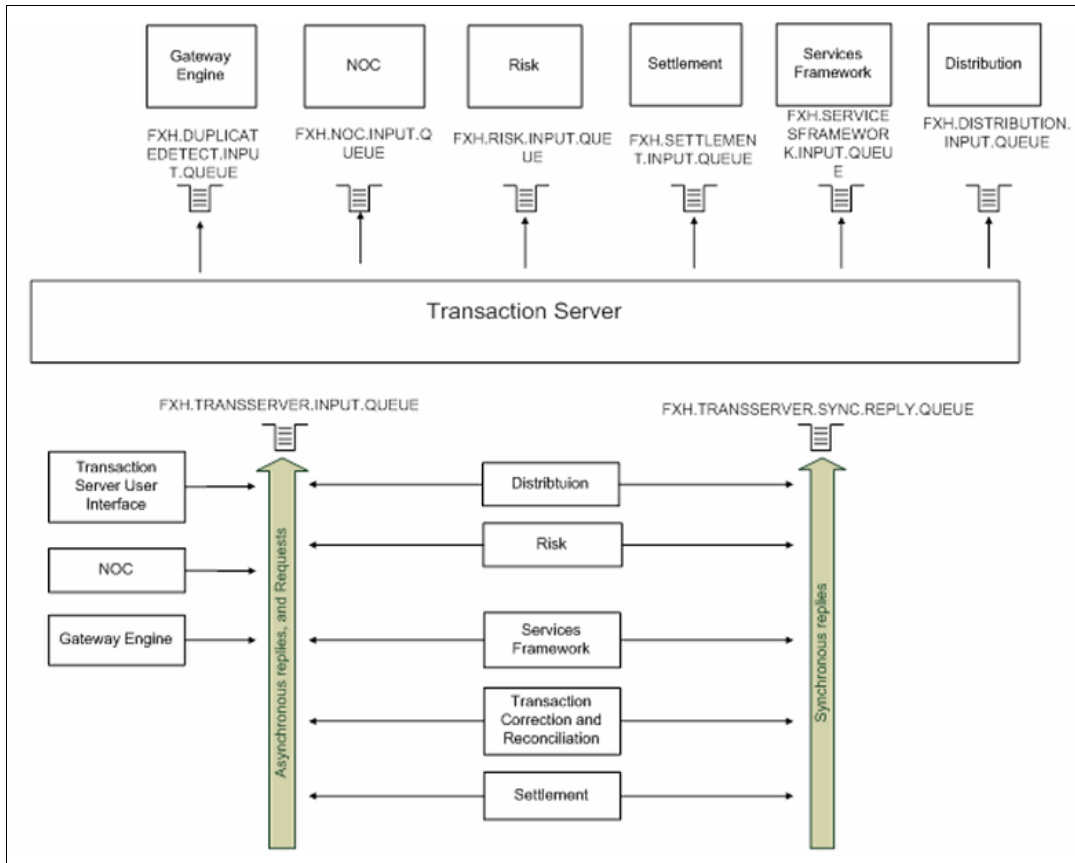 Gateway
Engine
NOC
Risk
Settlement
Services
Framework
Distribution
FXH.DUPLICAT
EDETECT.INPU
T.QUEUE
FXH.NOC.INPUT.Q
UEUE
FXH.RISK.INPUT.QUE
UE
FXH.SETTLEMEN
T.INPUT.QUEUE
FXH.SERVICE
SFRAMEWOR
K.INPUT.QUEU
E
FXH.DISTRIBUTION.
INPUT.QUEUE
Transaction Server
FXH.TRANSSERVER.INPUT.QUEUE
FXH.TRANSSERVER.SYNC.REPLY.QUEUE
Transaction
Server User
Interface
NOC
Gateway Engine
Asynchronous replies, and Requests
Distribtuion
Risk
Services
Framework
Transaction
Correction and
Reconciliation
Settlement
Synchronous replies